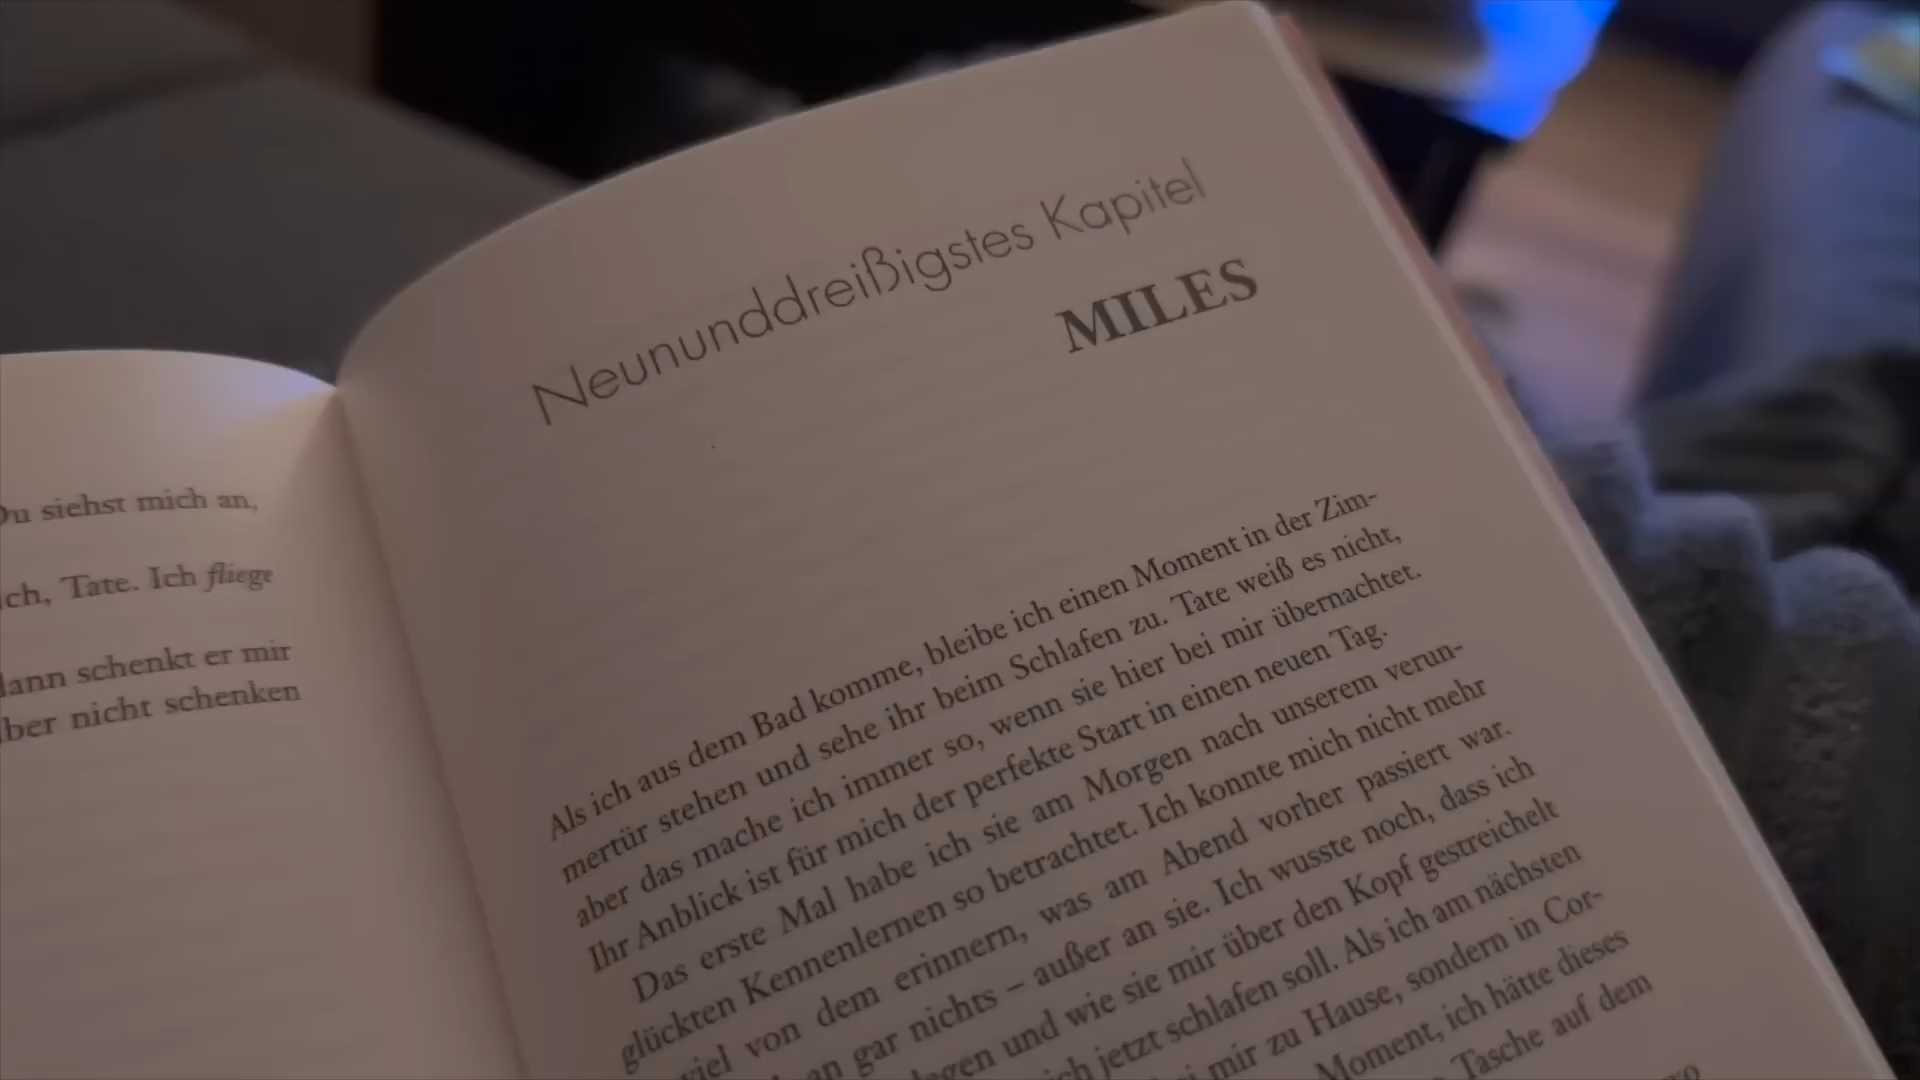 Du siehst mich an,
ch, Tate. Ich fliege
dann schenkt er mir
ber nicht schenken
Neununddreißigstes Kapitel
MILES
Als ich aus dem Bad komme, bleibe ich einen Moment in der Zim-
mertür stehen und sehe ihr beim Schlafen zu. Tate weiß es nicht,
aber das mache ich immer so, wenn sie hier bei mir übernachtet.
Ihr Anblick ist für mich der perfekte Start in einen neuen Tag.
Das erste Mal habe ich sie am Morgen nach unserem verun-
glückten Kennenlernen so betrachtet. Ich konnte mich nicht mehr
viel von dem erinnern, was am Abend vorher passiert war.
an gar nichts – außer an sie. Ich wusste noch, dass ich
legen und wie sie mir über den Kopf gestreichelt
ich jetzt schlafen soll. Als ich am nächsten
bei mir zu Hause, sondern in Cor-
Moment, ich hätte dieses
Tasche auf dem
wo